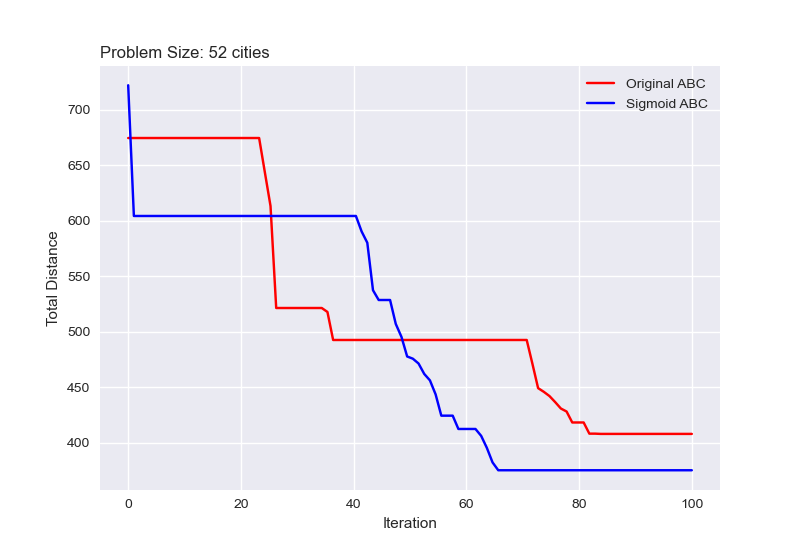 Problem Size: 52 cities
Original ABC
Sigmoid ABC
700
650
600
550
500
450
400
Total Distance
0 20 40 60 80 100
Iteration